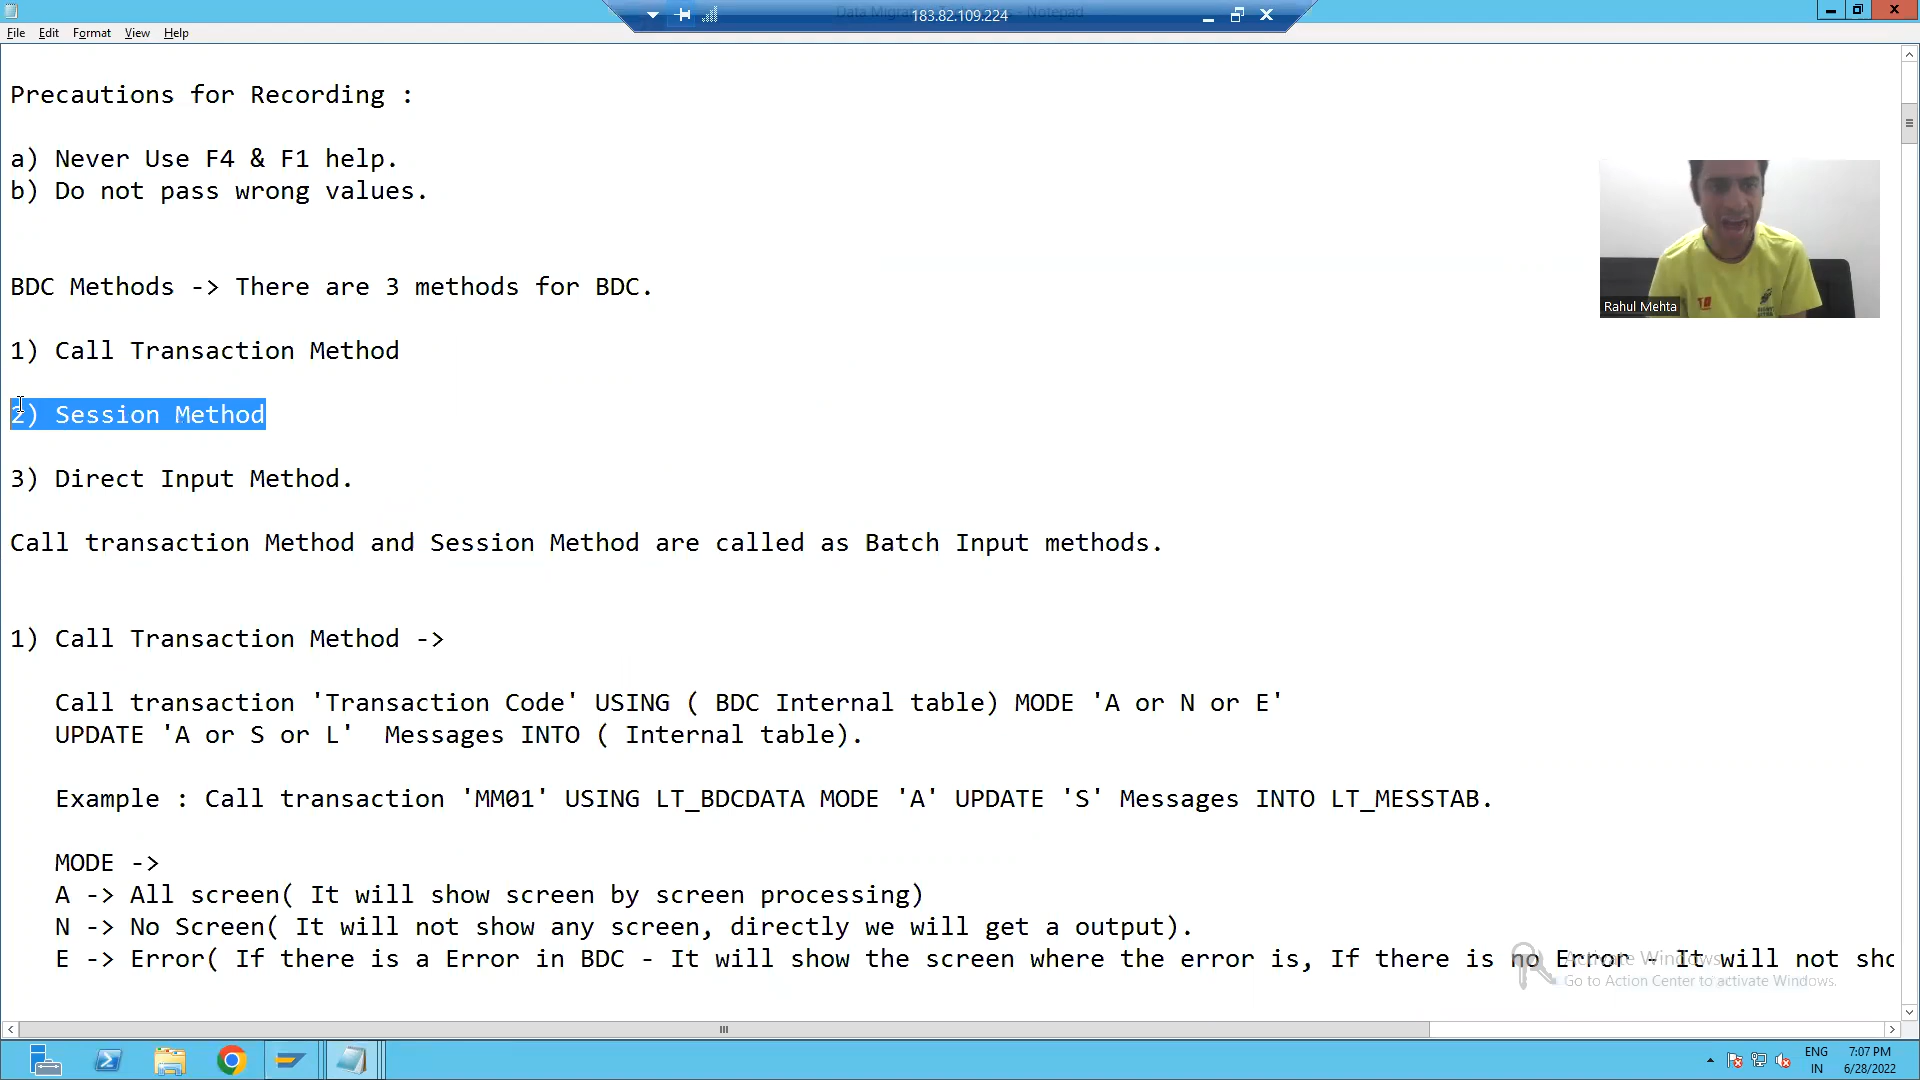 Data Migra
- Notepad
183.82.109.224
File Edit Format View Help
Precautions for Recording :
a) Never Use F4 & F1 help.
b) Do not pass wrong values.
BDC Methods -> There are 3 methods for BDC.
1) Call Transaction Method
2) Session Method
3) Direct Input Method.
Call transaction Method and Session Method are called as Batch Input methods.
1) Call Transaction Method ->
Call transaction 'Transaction Code' USING ( BDC Internal table) MODE 'A or N or E'
UPDATE 'A or S or L'  Messages INTO ( Internal table).
Example : Call transaction 'MM01' USING LT_BDCDATA MODE 'A' UPDATE 'S' Messages INTO LT_MESSTAB.
MODE ->
A -> All screen( It will show screen by screen processing)
N -> No Screen( It will not show any screen, directly we will get a output).
E -> Error( If there is a Error in BDC - It will show the screen where the error is, If there is no Error - It will not sho
Rahul Mehta
Activate Windows
Go to Action Center to activate Windows.
ENG
IN
7:07 PM
6/28/2022